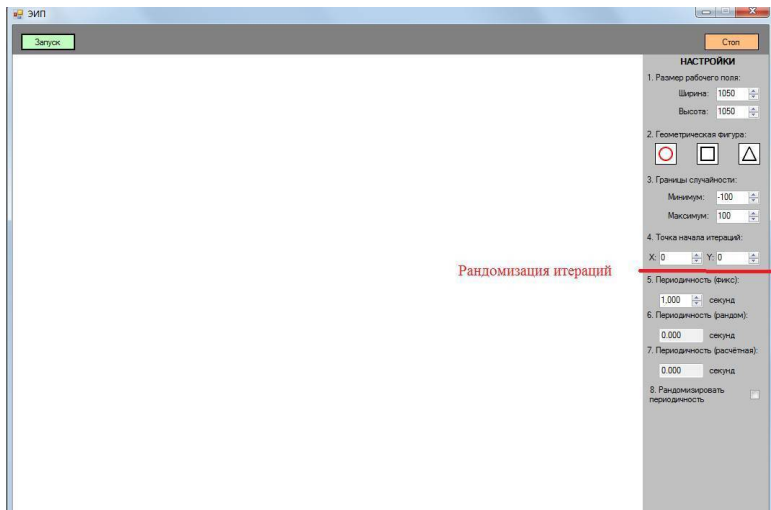 ЭИП
Запуск
Стоп
НАСТРОЙКИ
1. Размер рабочего поля:
Ширина: 1050
Высота: 1050
2. Геометрическая фигура:
3. Границы случайности:
Минимум: -100
Максимум: 100
4. Точка начала итераций:
X: 0 Y: 0
Рандомизация итераций
5. Периодичность (фикс):
1,000 секунд
6. Периодичность (рандом):
0.000 секунд
7. Периодичность (расчётная):
0.000 секунд
8. Рандомизировать
периодичность